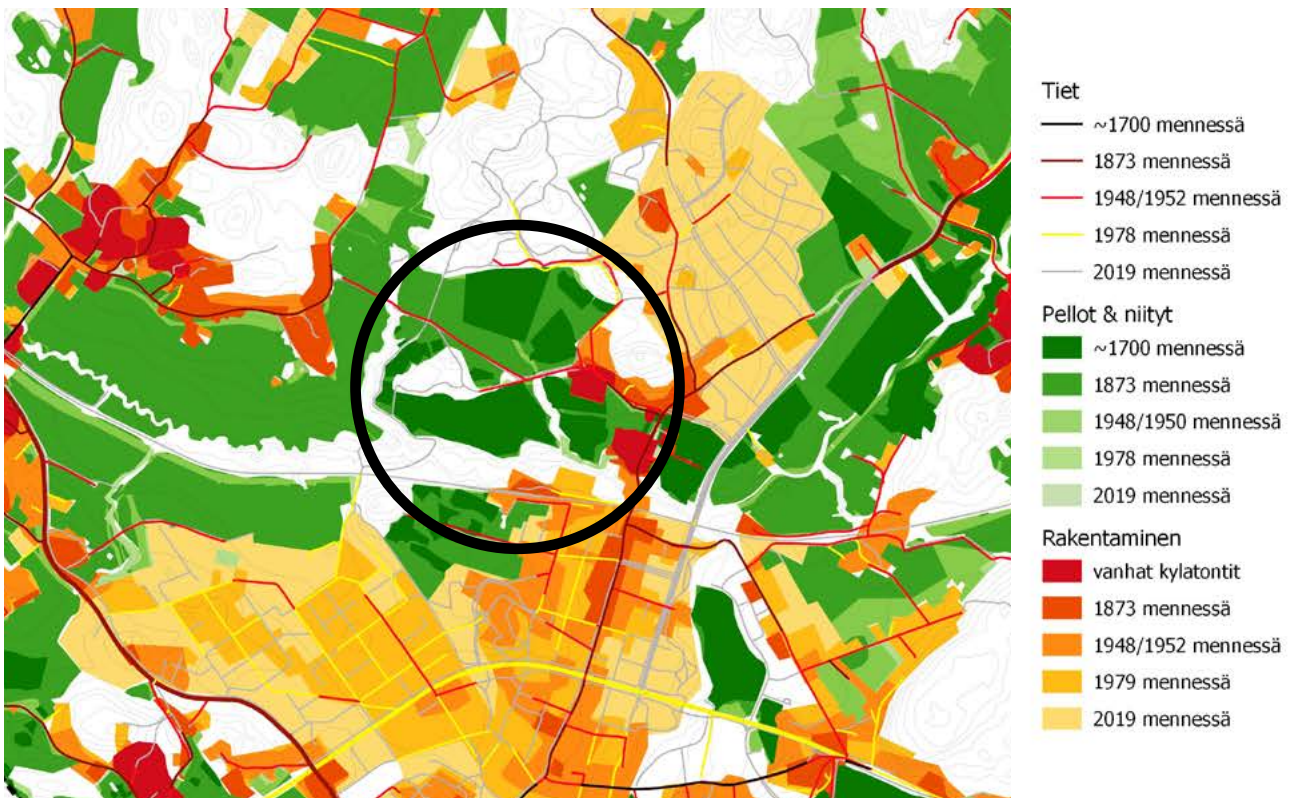 Tiet
~1700 mennessä
1873 mennessä
1948/1952 mennessä
1978 mennessä
2019 mennessä
Pellot & niityt
~1700 mennessä
1873 mennessä
1948/1950 mennessä
1978 mennessä
2019 mennessä
Rakentaminen
vanhat kylatontit
1873 mennessä
1948/1952 mennessä
1979 mennessä
2019 mennessä